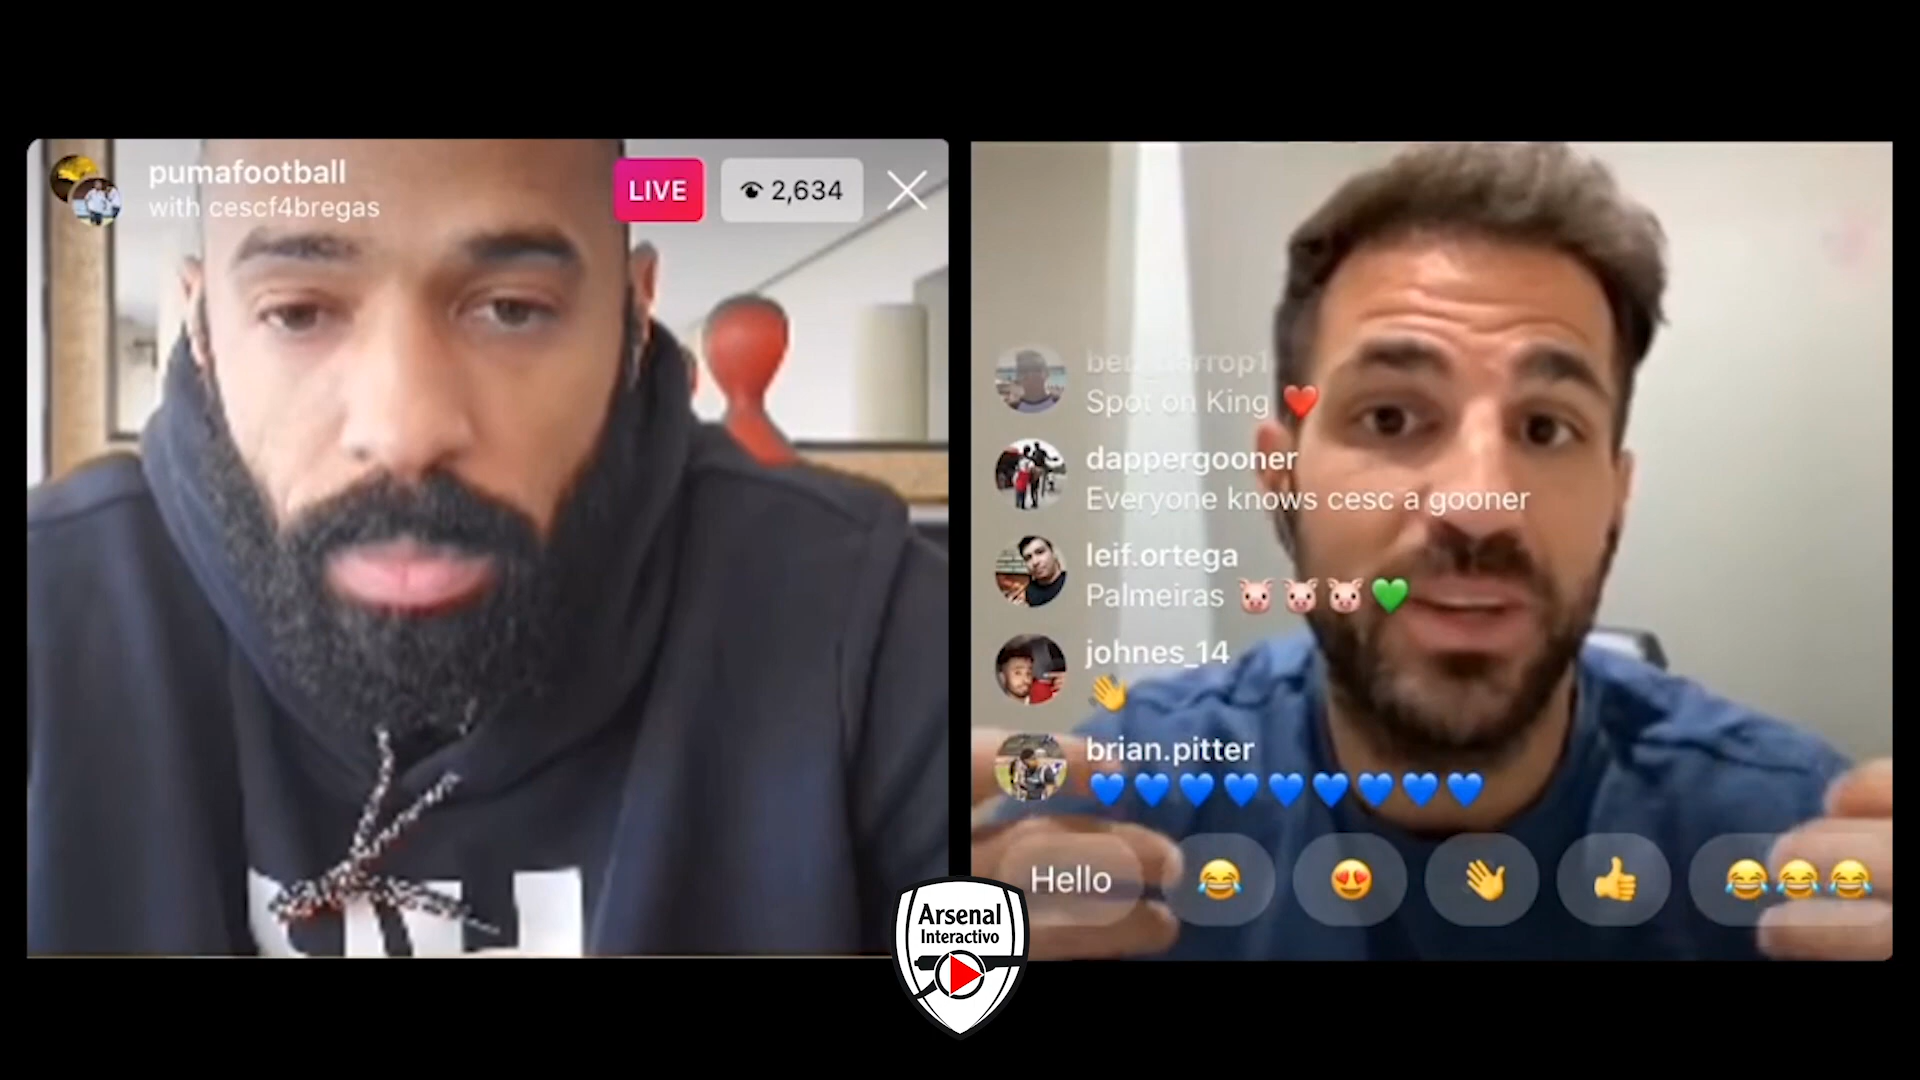 pumafootball
with cescf4bregas
LIVE
2,634
Spot on King ❤️
dappergooner
Everyone knows cesc a gooner
leif.ortega
Palmeiras 🐷 🐷 🐷 💚
johnes_14
👋
brian.pitter
💙💙💙💙💙💙💙💙💙
Hello
😂
😍
👋
👍
😂😂😂
Arsenal
Interactivo